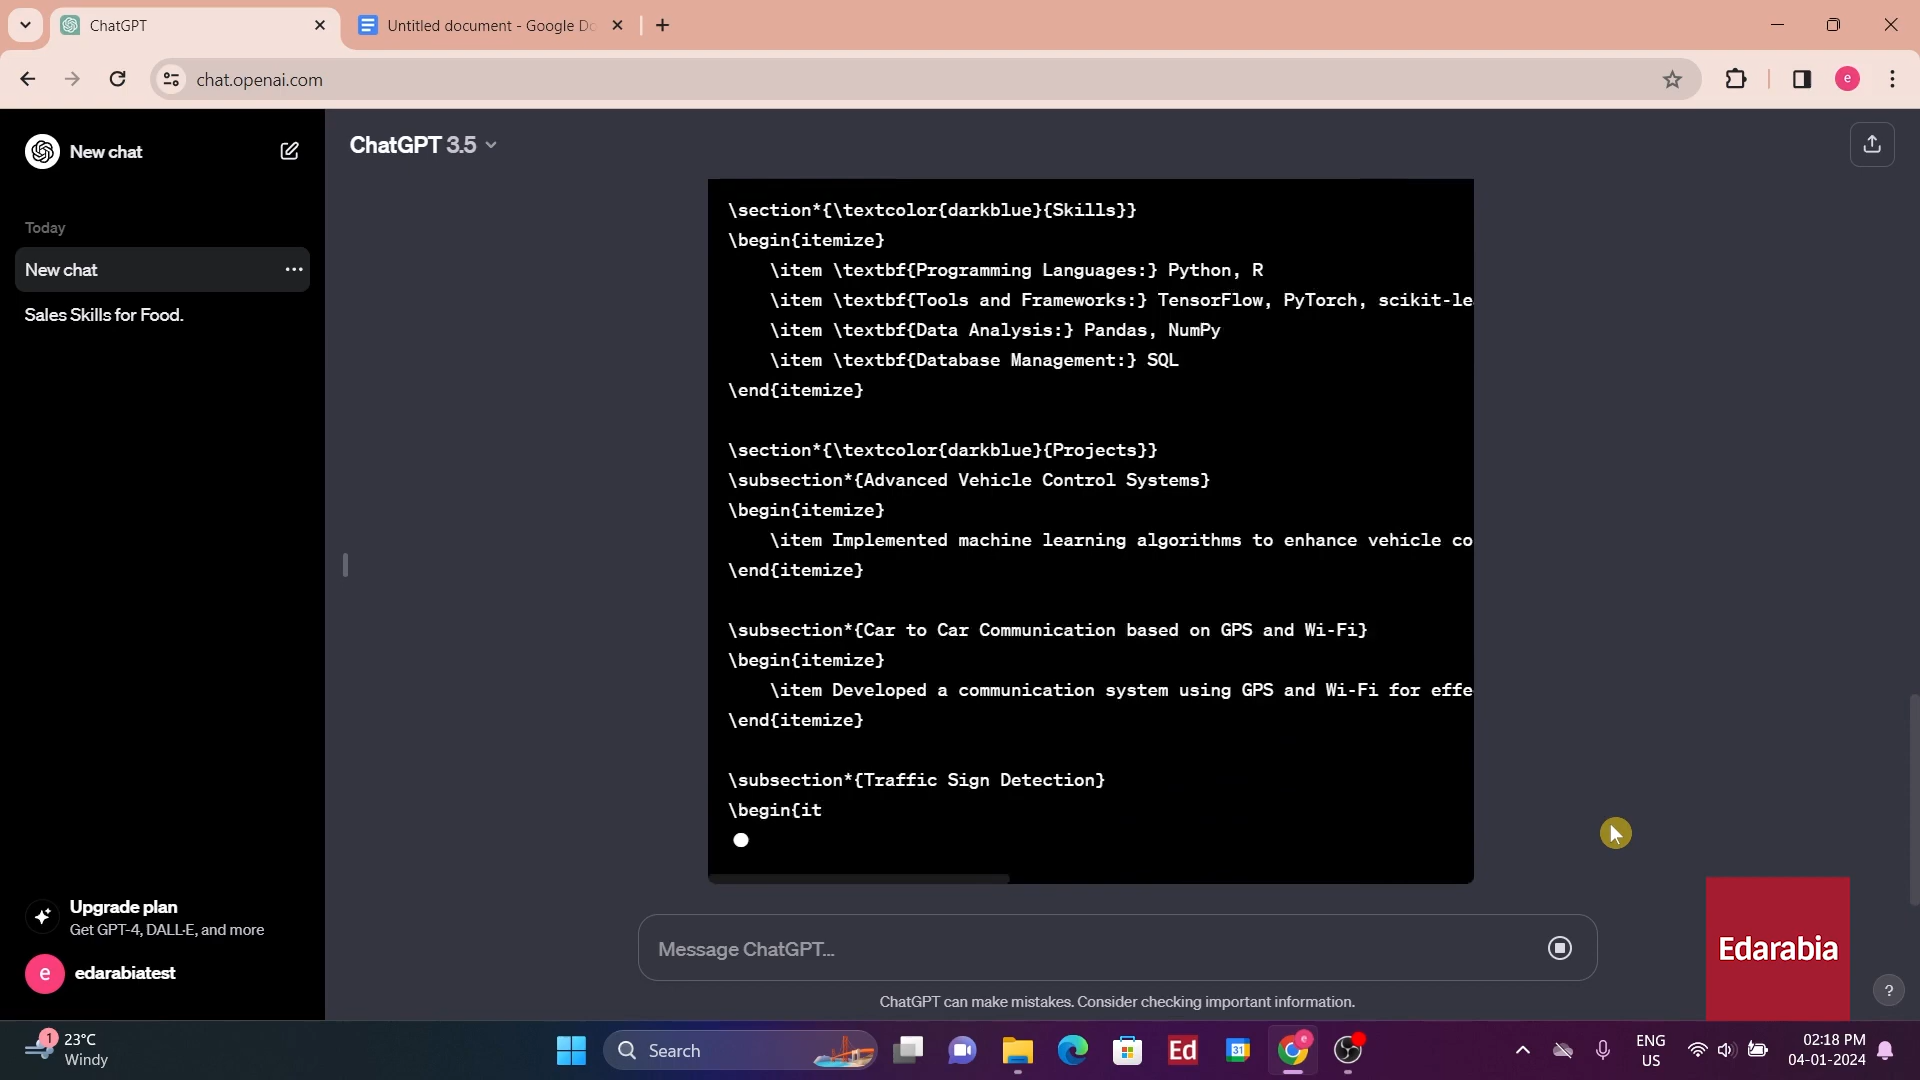 ChatGPT
Untitled document - Google Do
chat.openai.com
e
New chat
Today
New chat
Sales Skills for Food.
Upgrade plan
Get GPT-4, DALL·E, and more
e
edarabiatest
ChatGPT 3.5
\section*{\textcolor{darkblue}{Skills}}
\begin{itemize}
\item \textbf{Programming Languages:} Python, R
\item \textbf{Tools and Frameworks:} TensorFlow, PyTorch, scikit-le
\item \textbf{Data Analysis:} Pandas, NumPy
\item \textbf{Database Management:} SQL
\end{itemize}
\section*{\textcolor{darkblue}{Projects}}
\subsection*{Advanced Vehicle Control Systems}
\begin{itemize}
\item Implemented machine learning algorithms to enhance vehicle co
\end{itemize}
\subsection*{Car to Car Communication based on GPS and Wi-Fi}
\begin{itemize}
\item Developed a communication system using GPS and Wi-Fi for effe
\end{itemize}
\subsection*{Traffic Sign Detection}
\begin{it
Message ChatGPT...
ChatGPT can make mistakes. Consider checking important information.
Edarabia
?
1
23°C
Windy
Search
Ed
31
e
ENG
US
02:18 PM
04-01-2024